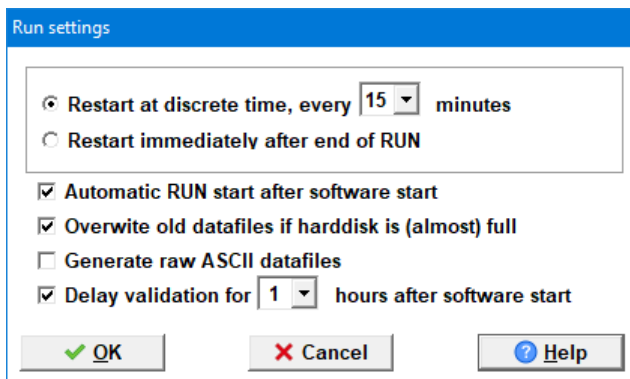 Run settings
Restart at discrete time, every 15 minutes
Restart immediately after end of RUN
Automatic RUN start after software start
Overwite old datafiles if harddisk is (almost) full
Generate raw ASCII datafiles
Delay validation for 1 hours after software start
OK Cancel Help